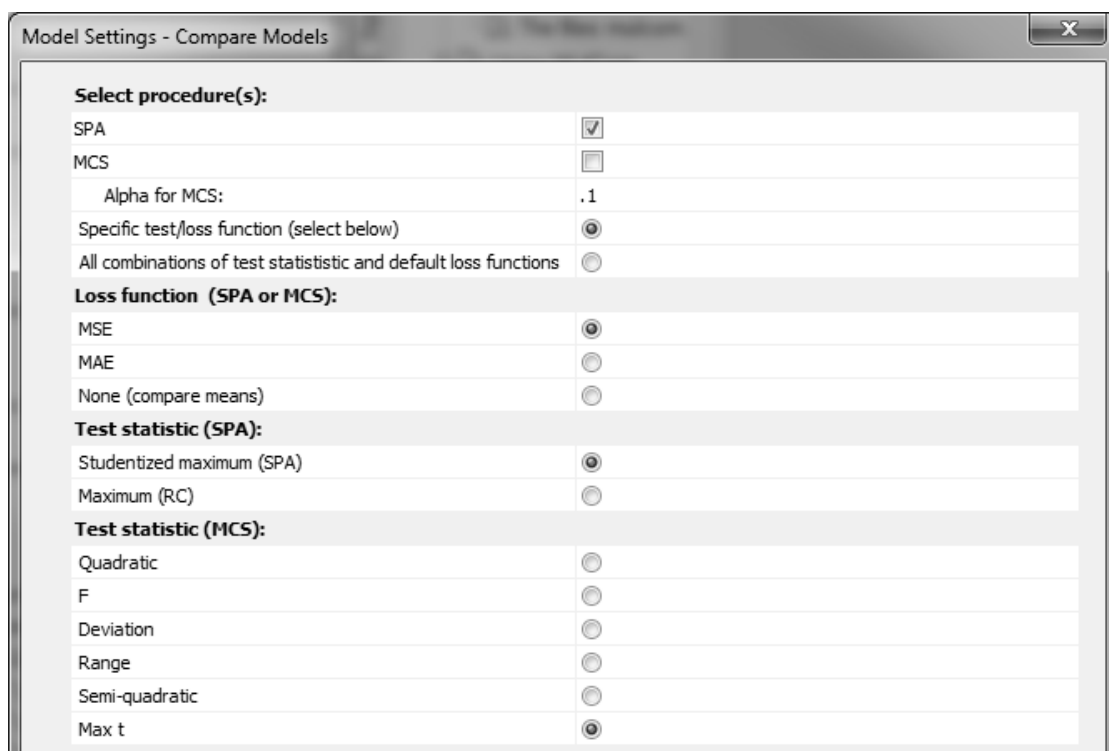 Model Settings - Compare Models
Select procedure(s):
SPA
MCS
Alpha for MCS:
.1
Specific test/loss function (select below)
All combinations of test statististic and default loss functions
Loss function (SPA or MCS):
MSE
MAE
None (compare means)
Test statistic (SPA):
Studentized maximum (SPA)
Maximum (RC)
Test statistic (MCS):
Quadratic
F
Deviation
Range
Semi-quadratic
Max t